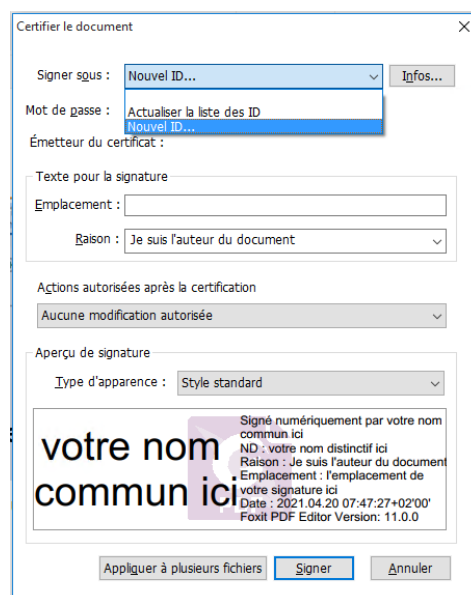 Certifier le document
Signer sous : Nouvel ID... Infos...
Mot de passe :
Actualiser la liste des ID
Nouvel ID...
Émetteur du certificat :
Texte pour la signature
Emplacement :
Raison : Je suis l'auteur du document
Actions autorisées après la certification
Aucune modification autorisée
Aperçu de signature
Type d'apparence : Style standard
votre nom
commun ici
Signé numériquement par votre nom
commun ici
ND : votre nom distinctif ici
Raison : Je suis l'auteur du document
Emplacement : l'emplacement de
votre signature ici
Date : 2021.04.20 07:47:27+02'00'
Foxit PDF Editor Version: 11.0.0
Appliquer à plusieurs fichiers Signer Annuler